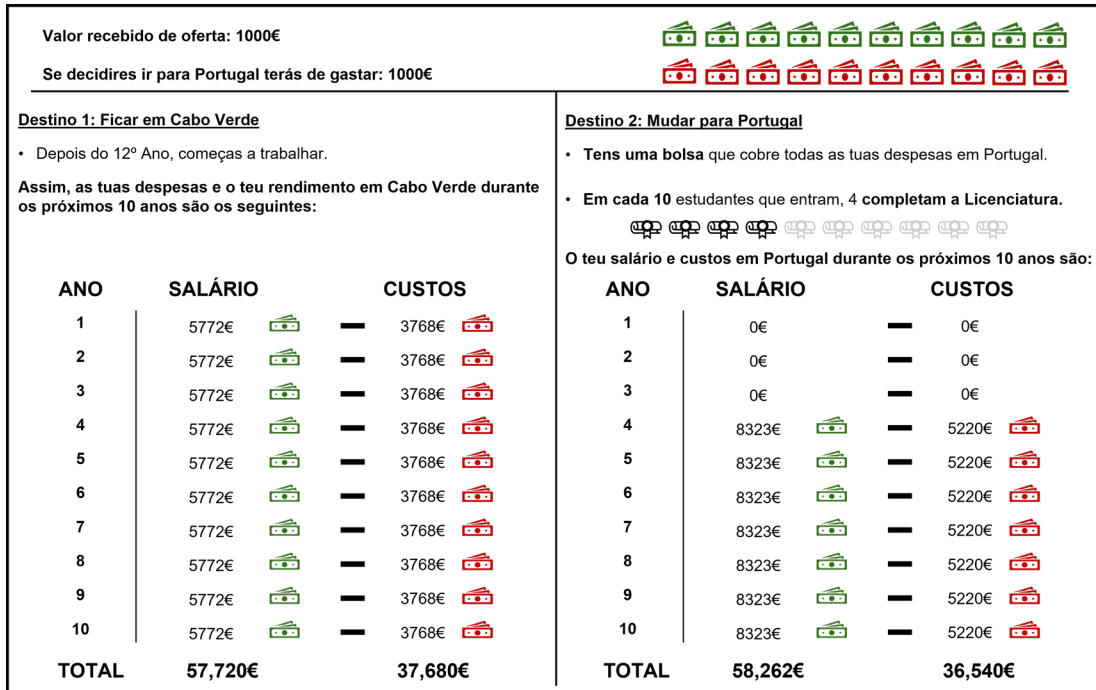 Valor recebido de oferta: 1000€
Se decidires ir para Portugal terás de gastar: 1000€
Destino 1: Ficar em Cabo Verde
• Depois do 12º Ano, começas a trabalhar.
Assim, as tuas despesas e o teu rendimento em Cabo Verde durante
os próximos 10 anos são os seguintes:
ANO SALÁRIO CUSTOS
1 5772€ — 3768€
2 5772€ — 3768€
3 5772€ — 3768€
4 5772€ — 3768€
5 5772€ — 3768€
6 5772€ — 3768€
7 5772€ — 3768€
8 5772€ — 3768€
9 5772€ — 3768€
10 5772€ — 3768€
TOTAL 57,720€ 37,680€
Destino 2: Mudar para Portugal
• Tens uma bolsa que cobre todas as tuas despesas em Portugal.
• Em cada 10 estudantes que entram, 4 completam a Licenciatura.
O teu salário e custos em Portugal durante os próximos 10 anos são:
ANO SALÁRIO CUSTOS
1 0€ — 0€
2 0€ — 0€
3 0€ — 0€
4 8323€ — 5220€
5 8323€ — 5220€
6 8323€ — 5220€
7 8323€ — 5220€
8 8323€ — 5220€
9 8323€ — 5220€
10 8323€ — 5220€
TOTAL 58,262€ 36,540€